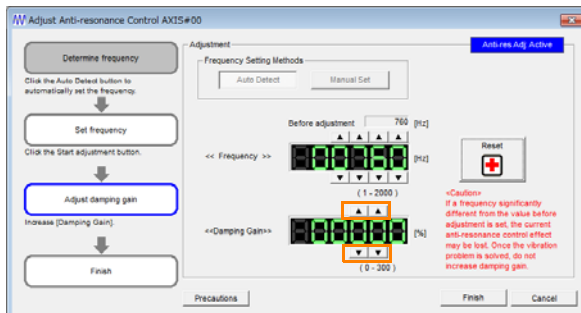 Adjust Anti-resonance Control AXIS#00
Determine frequency
Click the Auto Detect button to
automatically set the frequency.
Set frequency
Click the Start adjustment button.
Adjust damping gain
Increase [Damping Gain].
Finish
Adjustment
Anti-res Adj Active
Frequency Setting Methods
Auto Detect
Manual Set
Before adjustment 760 [Hz]
<< Frequency >> 00760 [Hz]
( 1 - 2000 )
<<Damping Gain>> 00000 [%]
( 0 - 300 )
Reset
<Caution>
If a frequency significantly
different from the value before
adjustment is set, the current
anti-resonance control effect
may be lost. Once the vibration
problem is solved, do not
increase damping gain.
Precautions
Finish
Cancel